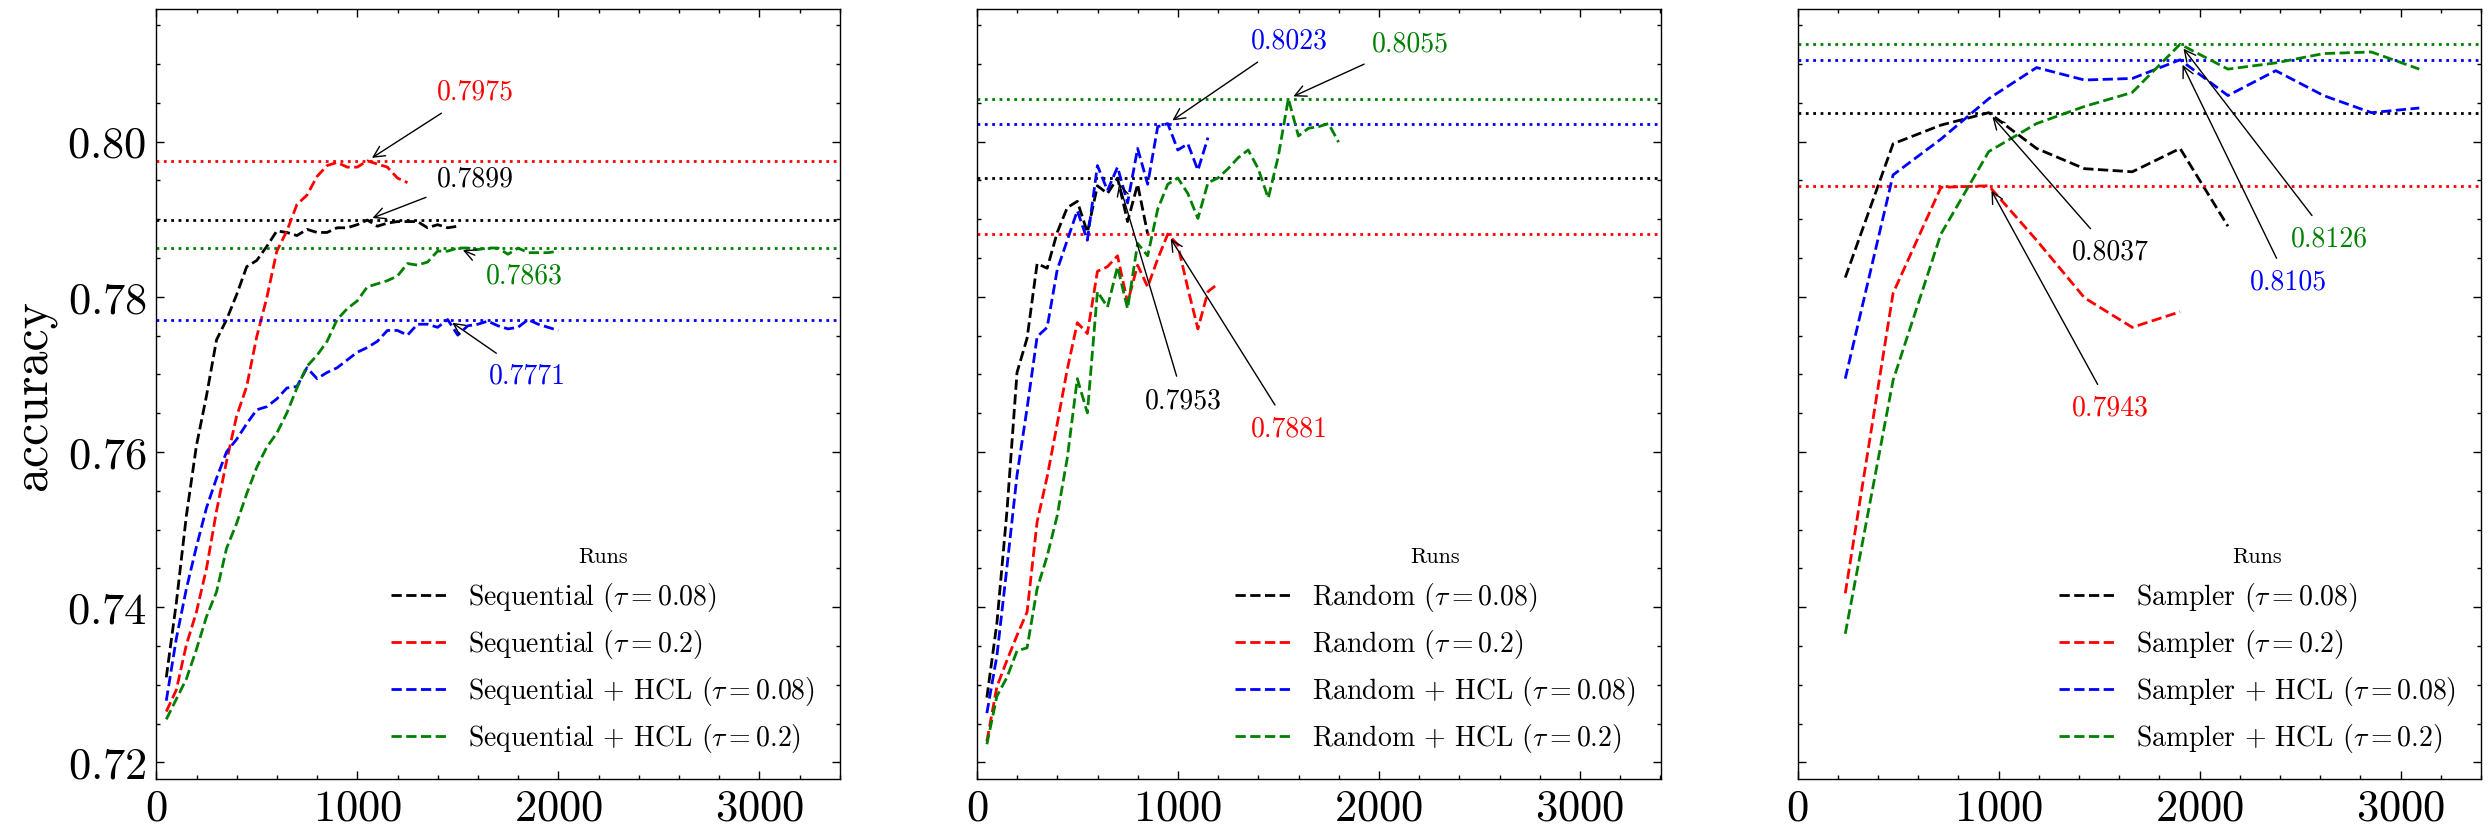 accuracy
0.80
0.78
0.76
0.74
0.72
0.7975
0.7899
0.7863
0.7771
Runs
Sequential (τ = 0.08)
Sequential (τ = 0.2)
Sequential + HCL (τ = 0.08)
Sequential + HCL (τ = 0.2)
0 1000 2000 3000
0.8023
0.8055
0.7953
0.7881
Runs
Random (τ = 0.08)
Random (τ = 0.2)
Random + HCL (τ = 0.08)
Random + HCL (τ = 0.2)
0 1000 2000 3000
0.8126
0.8037
0.8105
0.7943
Runs
Sampler (τ = 0.08)
Sampler (τ = 0.2)
Sampler + HCL (τ = 0.08)
Sampler + HCL (τ = 0.2)
0 1000 2000 3000